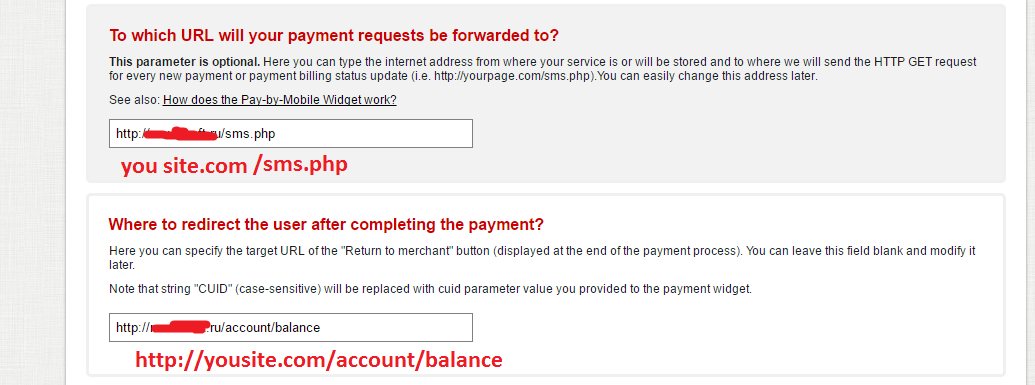 To which URL will your payment requests be forwarded to?
This parameter is optional. Here you can type the internet address from where your service is or will be stored and to where we will send the HTTP GET request
for every new payment or payment billing status update (i.e. http://yourpage.com/sms.php).You can easily change this address later.
See also: How does the Pay-by-Mobile Widget work?
http:/ u/sms.php
you site.com /sms.php
Where to redirect the user after completing the payment?
Here you can specify the target URL of the "Return to merchant" button (displayed at the end of the payment process). You can leave this field blank and modify it
later.
Note that string "CUID" (case-sensitive) will be replaced with cuid parameter value you provided to the payment widget.
http:// .ru/account/balance
http://yousite.com/account/balance